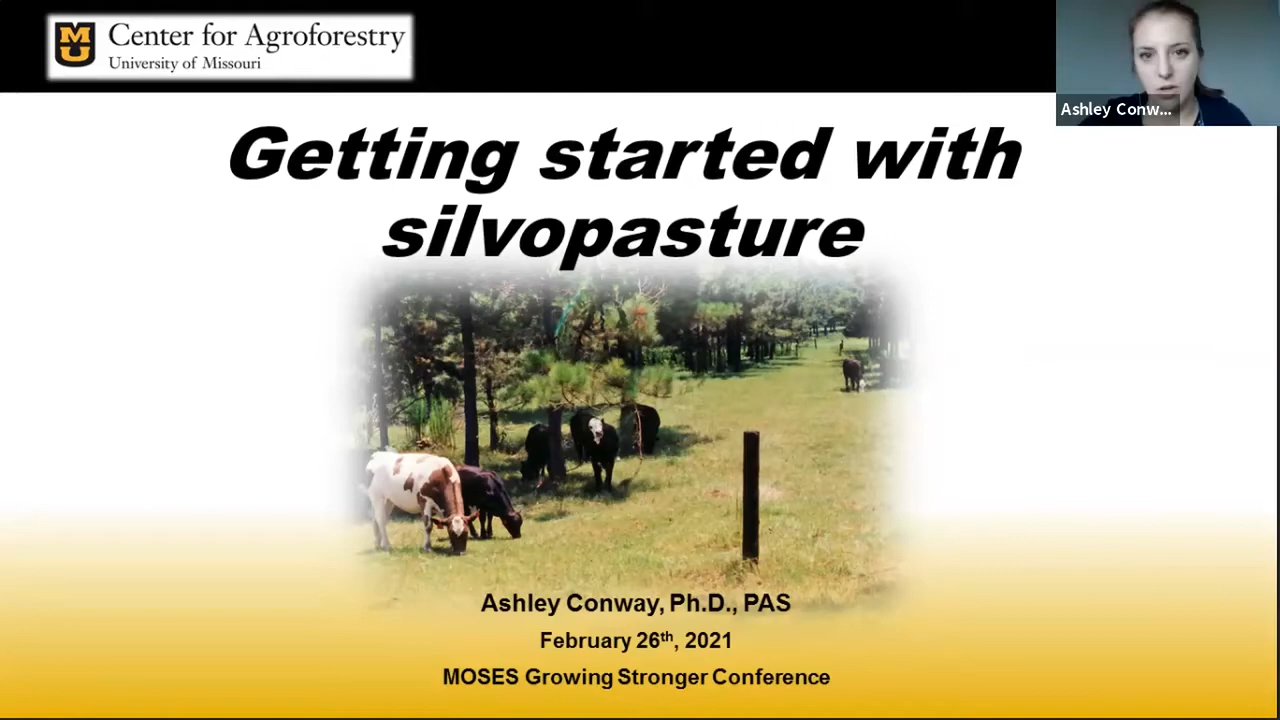 MU
Center for Agroforestry
University of Missouri
Ashley Conw...
Getting started with
silvopasture
Ashley Conway, Ph.D., PAS
February 26th, 2021
MOSES Growing Stronger Conference